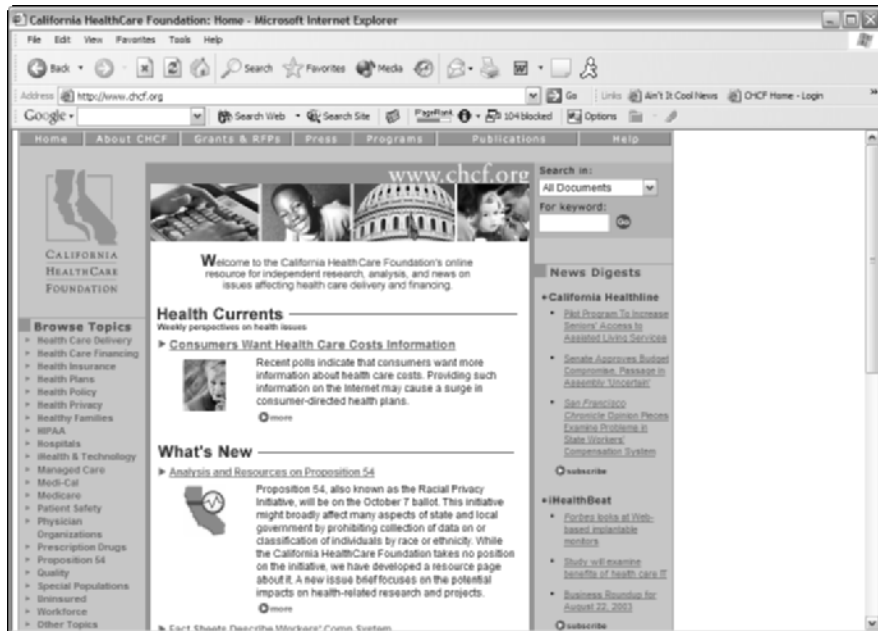 California HealthCare Foundation: Home - Microsoft Internet Explorer
File Edit View Favorites Tools Help
Back Search Favorites Media
Address http://www.chcf.org Go Links Ain't It Cool News CHCF Home - Login
Google Search Web Search Site PageRank 104 blocked Options
Home About CHCF Grants & RFPs Press Programs Publications Help
www.chcf.org
CALIFORNIA
HEALTHCARE
FOUNDATION
Welcome to the California HealthCare Foundation's online
resource for independent research, analysis, and news on
issues affecting health care delivery and financing.
Search in:
All Documents
For keyword:
Go
Browse Topics
Health Care Delivery
Health Care Financing
Health Insurance
Health Plans
Health Policy
Health Privacy
Healthy Families
HIPAA
Hospitals
iHealth & Technology
Managed Care
Medi-Cal
Medicare
Patient Safety
Physician
Organizations
Prescription Drugs
Proposition 54
Quality
Special Populations
Uninsured
Workforce
Other Topics
Health Currents
Weekly perspectives on health issues
Consumers Want Health Care Costs Information
Recent polls indicate that consumers want more
information about health care costs. Providing such
information on the Internet may cause a surge in
consumer-directed health plans.
more
What's New
Analysis and Resources on Proposition 54
Proposition 54, also known as the Racial Privacy
Initiative, will be on the October 7 ballot. This initiative
might broadly affect many aspects of state and local
government by prohibiting collection of data on or
classification of individuals by race or ethnicity. While
the California HealthCare Foundation takes no position
on the initiative, we have developed a resource page
about it. A new issue brief focuses on the potential
impacts on health-related research and projects.
more
Fact Sheets Describe Workers' Comp System
News Digests
California Healthline
Pilot Program To Increase
Seniors' Access to
Assisted Living Services
Senate Approves Budget
Compromise, Passage in
Assembly 'Uncertain'
San Francisco
Chronicle Opinion Pieces
Examine Problems in
State Workers'
Compensation System
subscribe
iHealthBeat
Forbes looks at Web-
based implantable
monitors
Study will examine
benefits of health care IT
Business Roundup for
August 22, 2003
subscribe